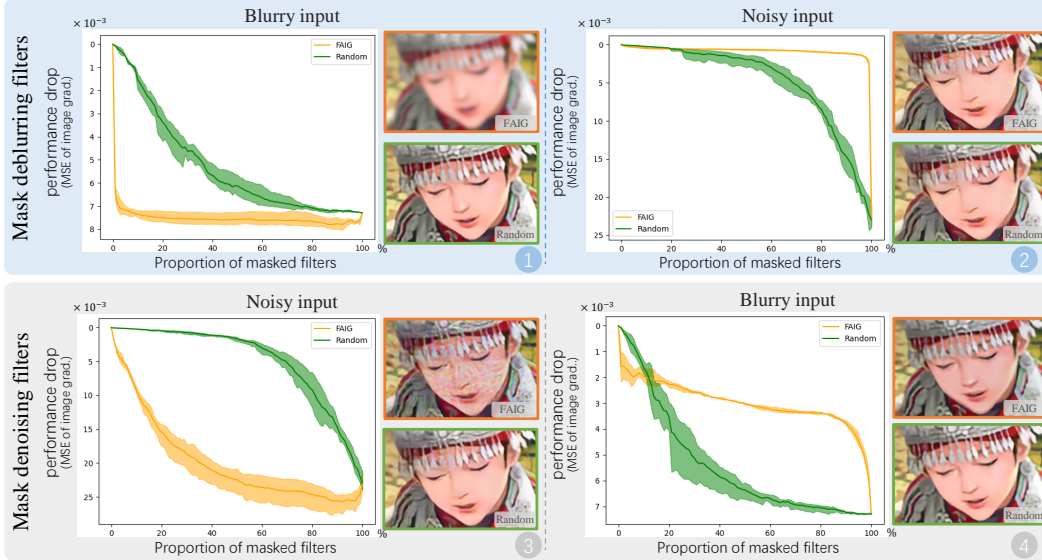 Blurry input
Noisy input
Mask deblurring filters
× 10⁻³
performance drop
(MSE of image grad.)
0
1
2
3
4
5
6
7
8
FAIG
Random
0
20
40
60
80
100
%
Proportion of masked filters
FAIG
Random
1
× 10⁻³
performance drop
(MSE of image grad.)
0
5
10
15
20
25
FAIG
Random
0
20
40
60
80
100
%
Proportion of masked filters
FAIG
Random
2
Noisy input
Blurry input
Mask denoising filers
× 10⁻³
performance drop
(MSE of image grad.)
0
5
10
15
20
25
FAIG
Random
0
20
40
60
80
100
%
Proportion of masked filters
FAIG
Random
3
× 10⁻³
performance drop
(MSE of image grad.)
0
1
2
3
4
5
6
7
FAIG
Random
0
20
40
60
80
100
%
Proportion of masked filters
FAIG
Random
4